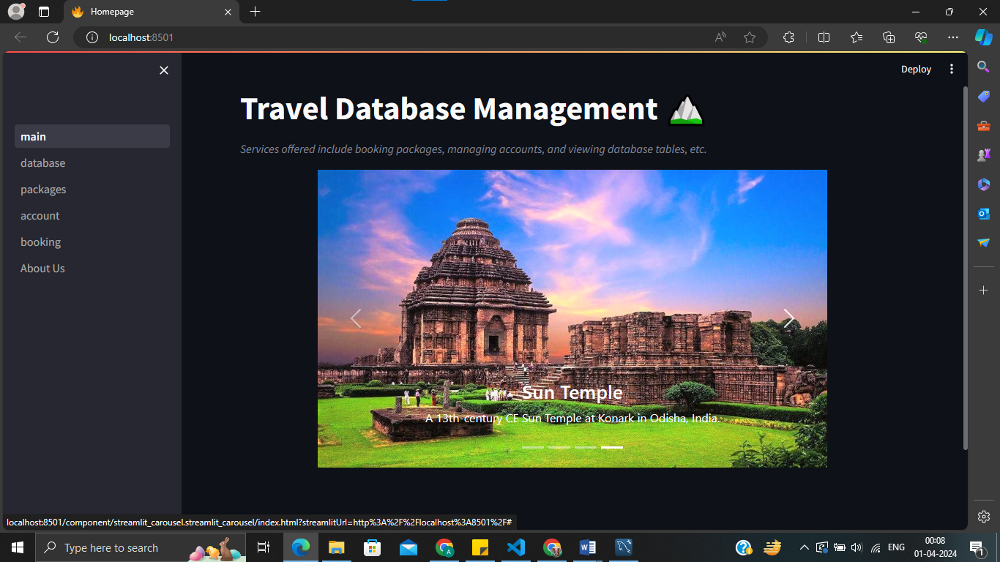 Homepage
localhost:8501
Deploy
main
database
packages
account
booking
About Us
Travel Database Management
Services offered include booking packages, managing accounts, and viewing database tables, etc.
Sun Temple
A 13th-century CE Sun Temple at Konark in Odisha, India.
localhost:8501/component/streamlit_carousel.streamlit_carousel/index.html?streamlitUrl=http%3A%2F%2Flocalhost%3A8501%2F#
Type here to search
ENG
00:08
01-04-2024
1